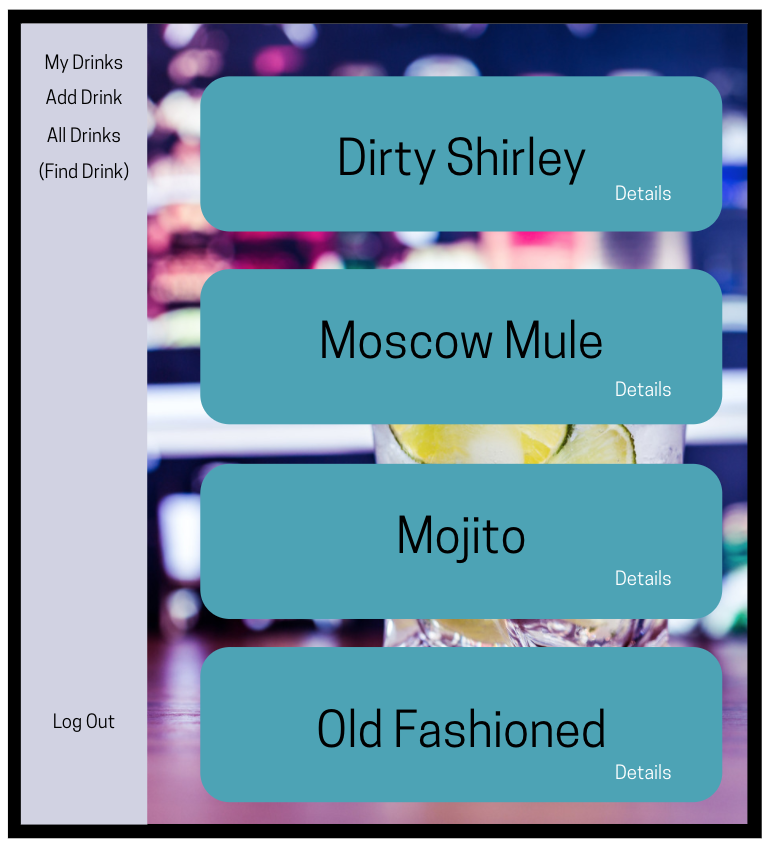 My Drinks
Add Drink
All Drinks
(Find Drink)
Log Out
Dirty Shirley
Details
Moscow Mule
Details
Mojito
Details
Old Fashioned
Details